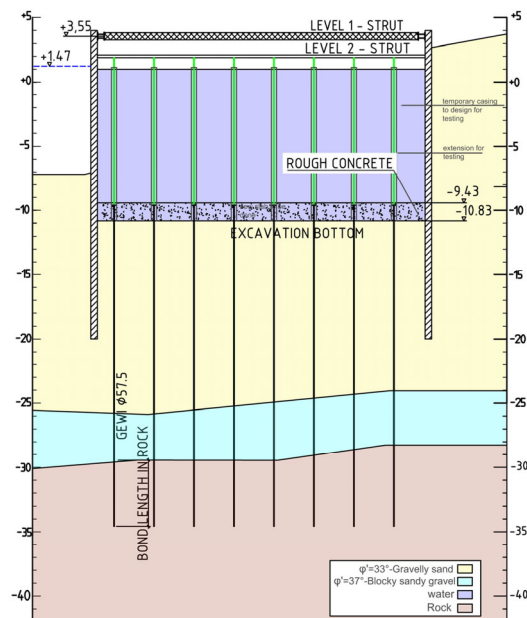 +5
+5
+3,55
LEVEL 1 - STRUT
LEVEL 2 - STRUT
+1.47
+0
+0
temporary casing
to design for
testing
extension for
testing
-5
-5
ROUGH CONCRETE
-9.43
-10
-10
-10.83
EXCAVATION BOTTOM
-15
-15
-20
-20
GEWI ø57.5
-25
-25
BOND LENGTH IN ROCK
-30
-30
-35
-35
φ'=33°-Gravelly sand
φ'=37°-Blocky sandy gravel
water
Rock
-40
-40